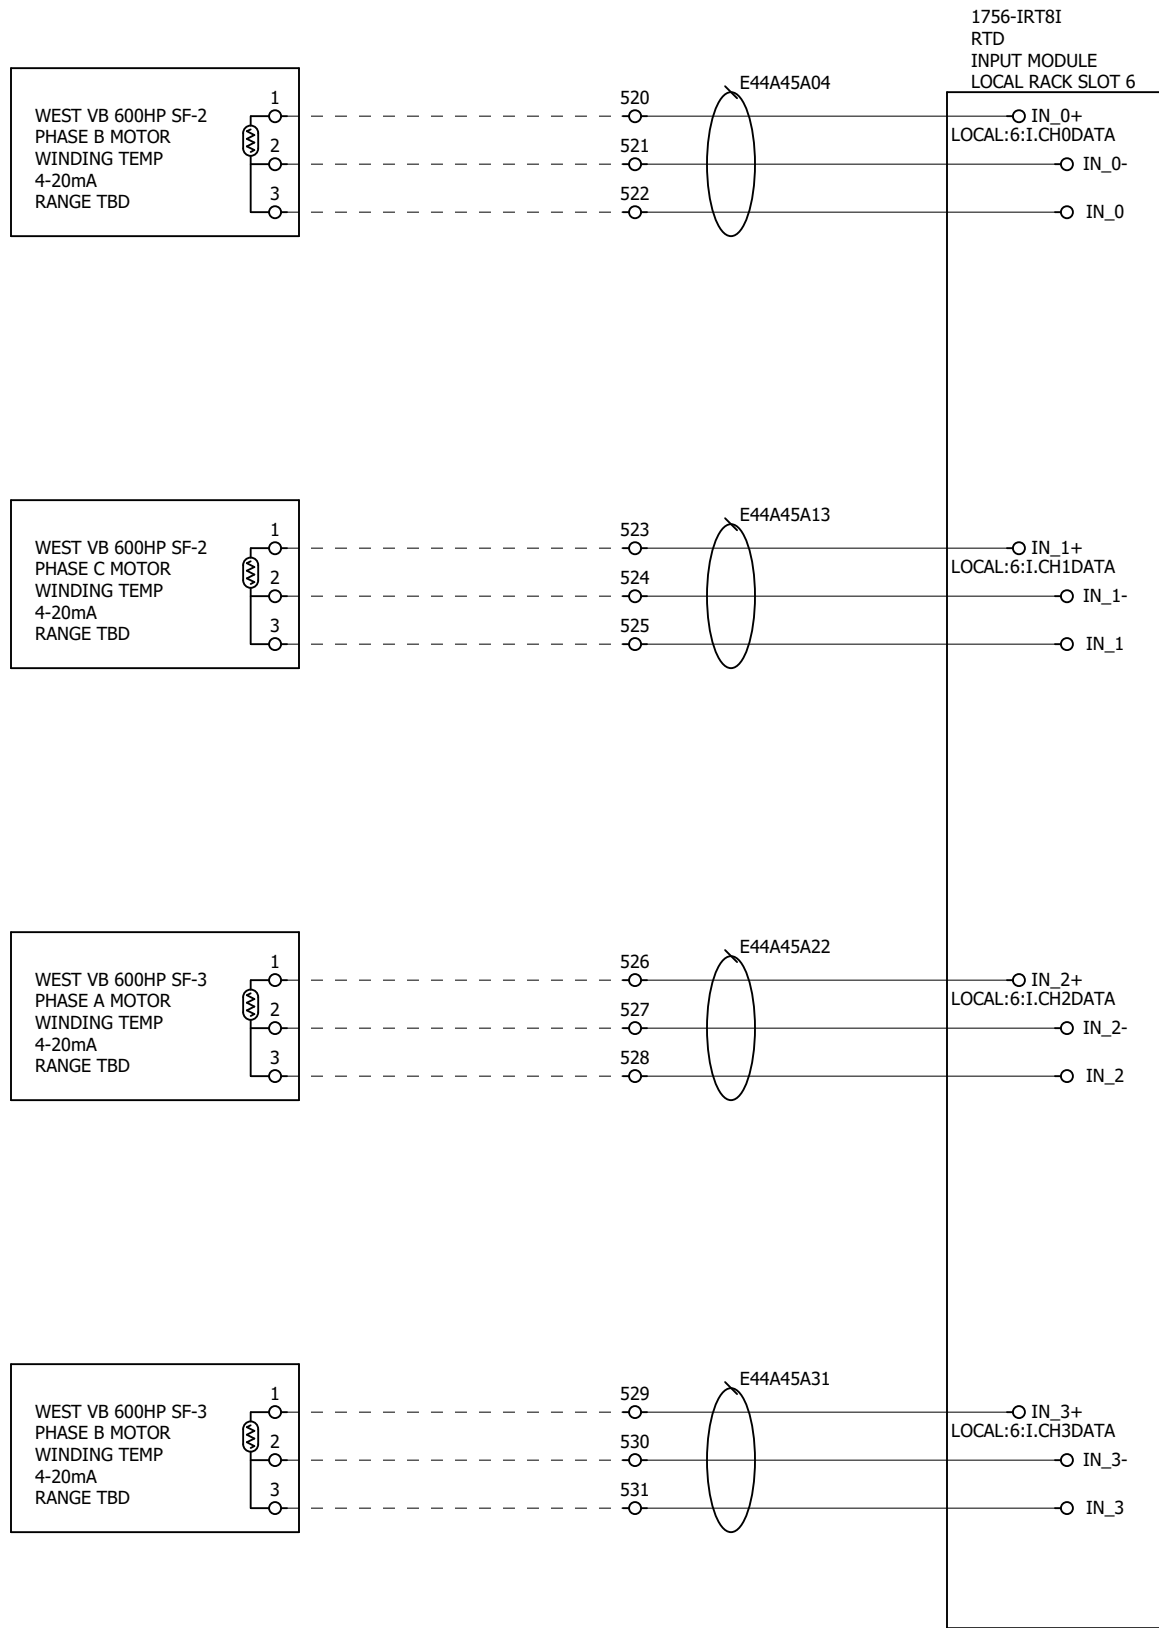 1756-IRT8I
RTD
INPUT MODULE
LOCAL RACK SLOT 6
WEST VB 600HP SF-2
PHASE B MOTOR
WINDING TEMP
4-20mA
RANGE TBD
1
2
3
520
521
522
E44A45A04
IN_0+
LOCAL:6:I.CH0DATA
IN_0-
IN_0
WEST VB 600HP SF-2
PHASE C MOTOR
WINDING TEMP
4-20mA
RANGE TBD
1
2
3
523
524
525
E44A45A13
IN_1+
LOCAL:6:I.CH1DATA
IN_1-
IN_1
WEST VB 600HP SF-3
PHASE A MOTOR
WINDING TEMP
4-20mA
RANGE TBD
1
2
3
526
527
528
E44A45A22
IN_2+
LOCAL:6:I.CH2DATA
IN_2-
IN_2
WEST VB 600HP SF-3
PHASE B MOTOR
WINDING TEMP
4-20mA
RANGE TBD
1
2
3
529
530
531
E44A45A31
IN_3+
LOCAL:6:I.CH3DATA
IN_3-
IN_3